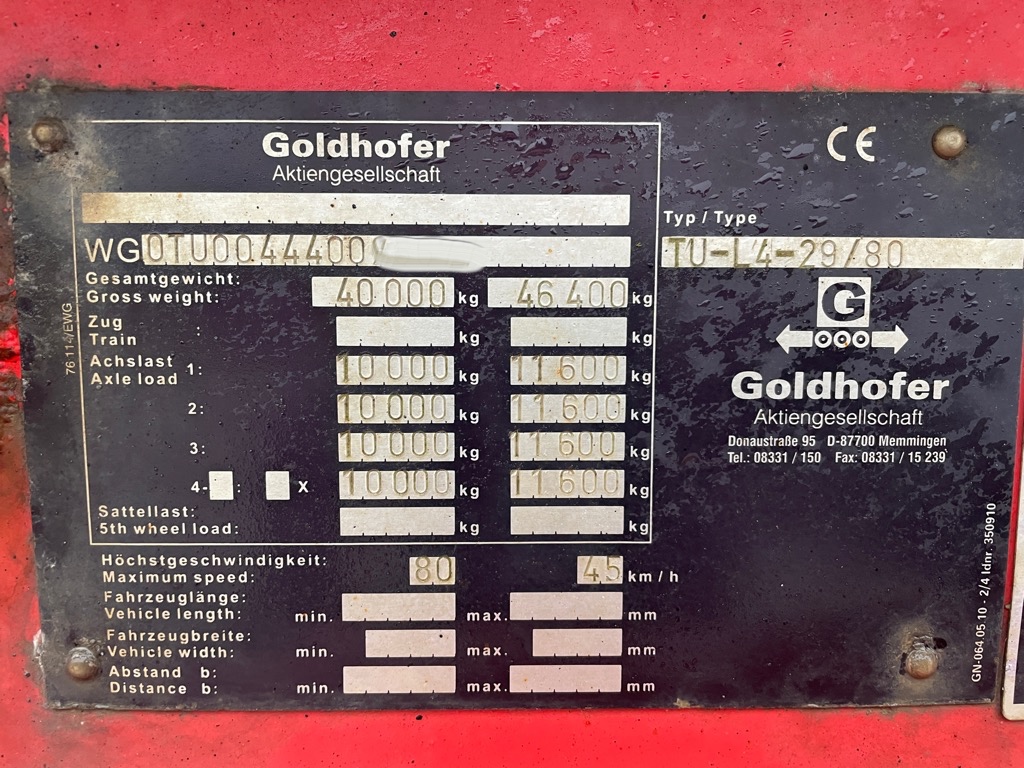 Goldhofer
Aktiengesellschaft
WG0TU0044400
Gesamtgewicht:
Gross weight: 40 000 kg 46 400 kg
Zug
Train : kg kg
Achslast
Axle load 1: 10 000 kg 11 600 kg
2: 10 000 kg 11 600 kg
3: 10 000 kg 11 600 kg
4- : X 10 000 kg 11 600 kg
Sattellast:
5th wheel load: kg kg
Höchstgeschwindigkeit:
Maximum speed: 80 45 km/h
Fahrzeuglänge:
Vehicle length: min. max. mm
Fahrzeugbreite:
Vehicle width: min. max. mm
Abstand b:
Distance b: min. max. mm
76 114/EWG
CE
Typ / Type
TU-L4-29/80
G
Goldhofer
Aktiengesellschaft
Donaustraße 95 D-87700 Memmingen
Tel.: 08331 / 150 Fax: 08331 / 15 239
GN-064.05.10 - 2/4 Idnr. 350910